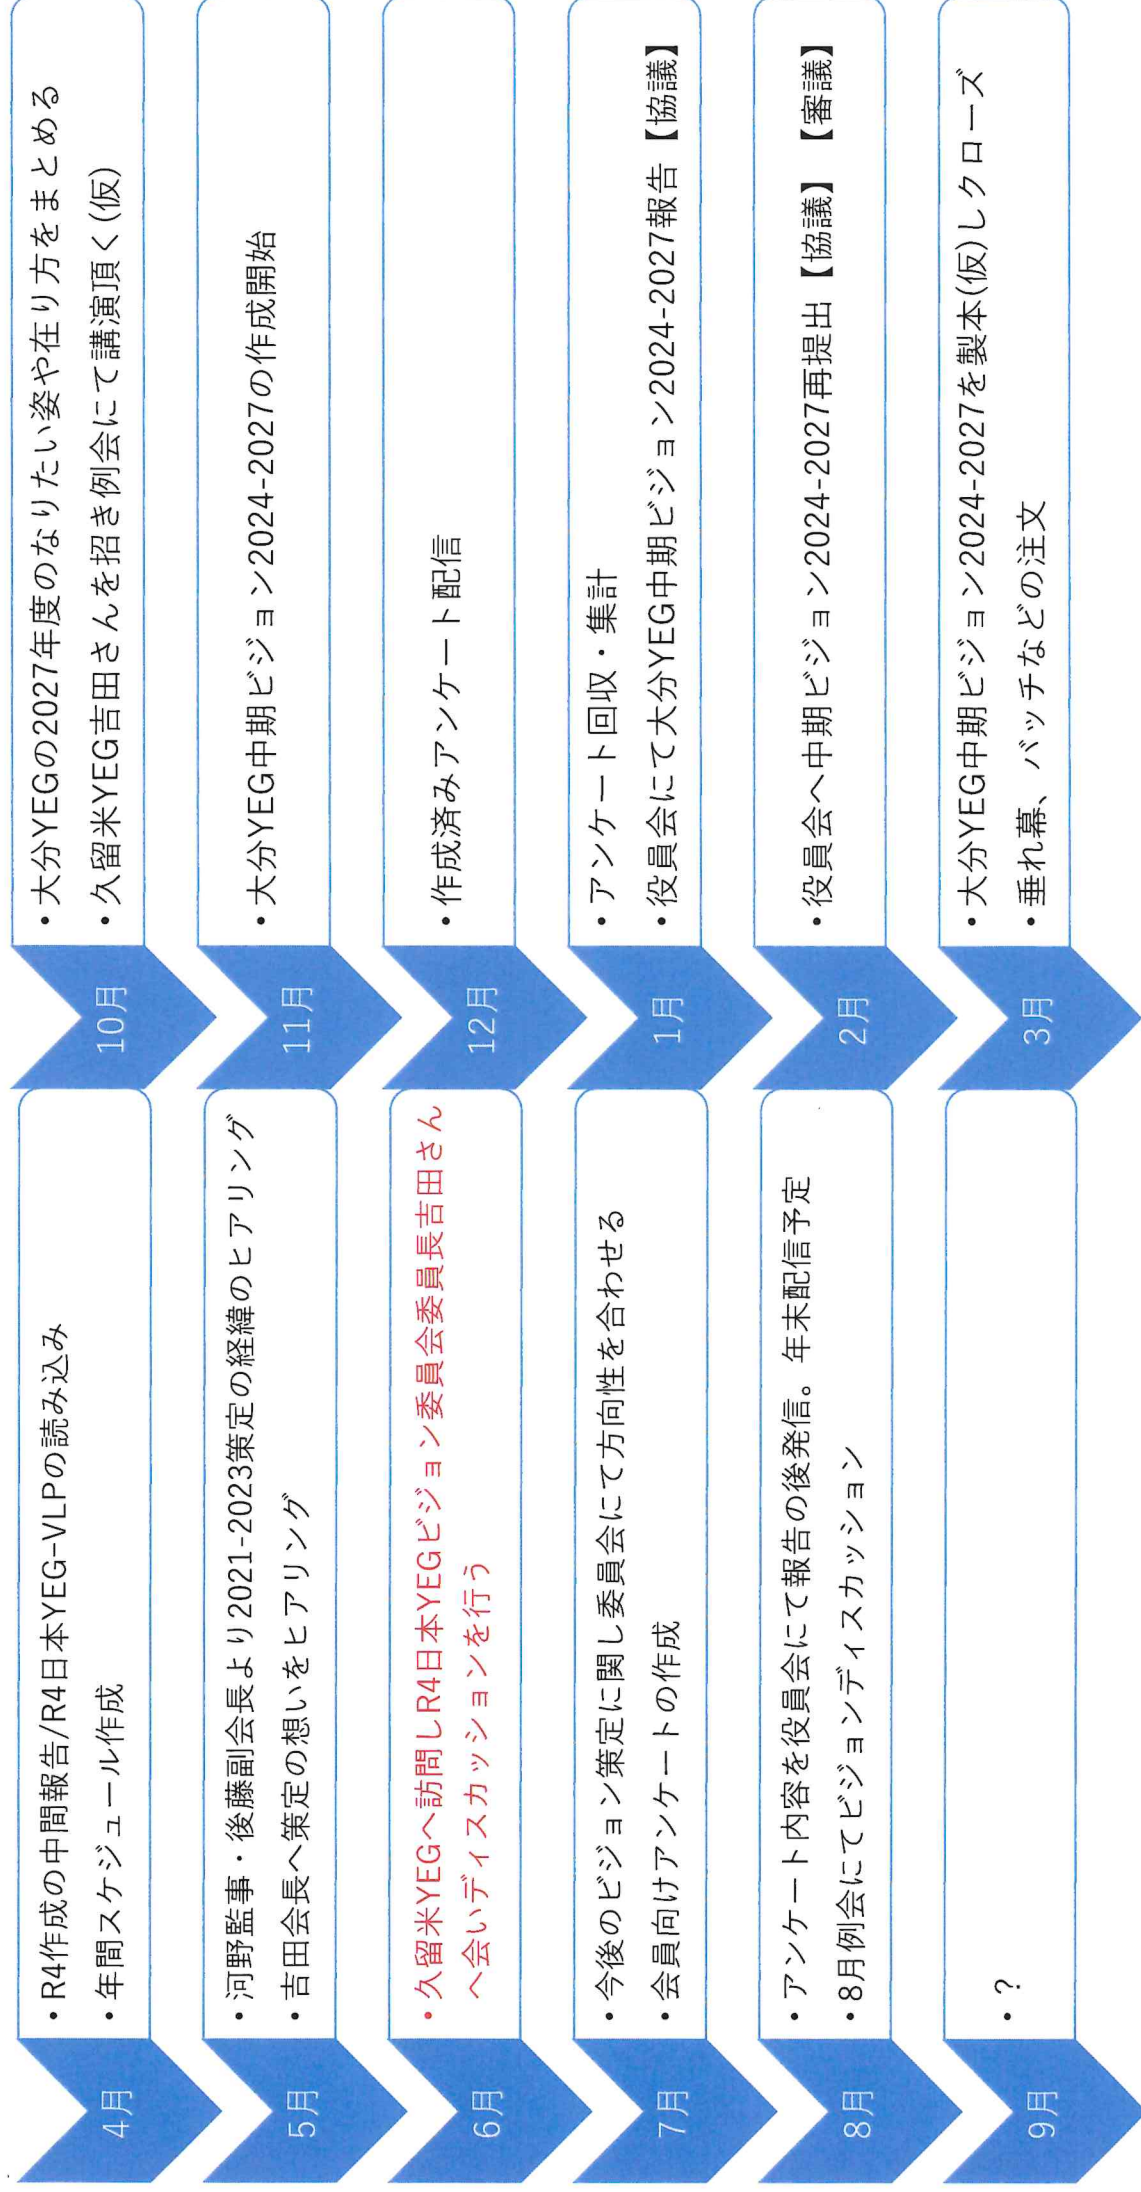 4月
・R4作成の中間報告/R4日本YEG-VLPの読み込み
・年間スケジュール作成
5月
・河野監事・後藤副会長より2021-2023策定の経緯のヒアリング
・吉田会長へ策定の想いをヒアリング
6月
・久留米YEGへ訪問しR4日本YEGビジョン委員会委員長吉田さん
へ会いディスカッションを行う
7月
・今後のビジョン策定に関し委員会にて方向性を合わせる
・会員向けアンケートの作成
8月
・アンケート内容を役員会にて報告の後発信。年末配信予定
・8月例会にてビジョンディスカッション
9月
・?
10月
・大分YEGの2027年度のなりたい姿や在り方をまとめる
・久留米YEG吉田さんを招き例会にて講演頂く(仮)
11月
・大分YEG中期ビジョン2024-2027の作成開始
12月
・作成済みアンケート配信
1月
・アンケート回収・集計
・役員会にて大分YEG中期ビジョン2024-2027報告【協議】
2月
・役員会へ中期ビジョン2024-2027再提出【協議】【審議】
3月
・大分YEG中期ビジョン2024-2027を製本(仮)しクローズ
・垂れ幕、バッチなどの注文